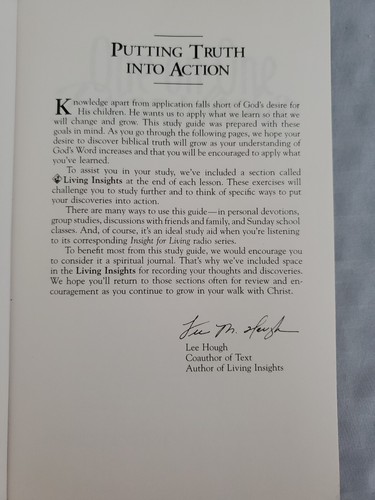 PUTTING TRUTH
INTO ACTION
Knowledge apart from application falls short of God's desire for
His children. He wants us to apply what we learn so that we
will change and grow. This study guide was prepared with these
goals in mind. As you go through the following pages, we hope your
desire to discover biblical truth will grow as your understanding of
God's Word increases and that you will be encouraged to apply what
you've learned.
To assist you in your study, we've included a section called
Living Insights at the end of each lesson. These exercises will
challenge you to study further and to think of specific ways to put
your discoveries into action.
There are many ways to use this guide—in personal devotions,
group studies, discussions with friends and family, and Sunday school
classes. And, of course, it's an ideal study aid when you're listening
to its corresponding Insight for Living radio series.
To benefit most from this study guide, we would encourage you
to consider it a spiritual journal. That's why we've included space
in the Living Insights for recording your thoughts and discoveries.
We hope you'll return to those sections often for review and en-
couragement as you continue to grow in your walk with Christ.
Lee M. Hough
Lee Hough
Coauthor of Text
Author of Living Insights